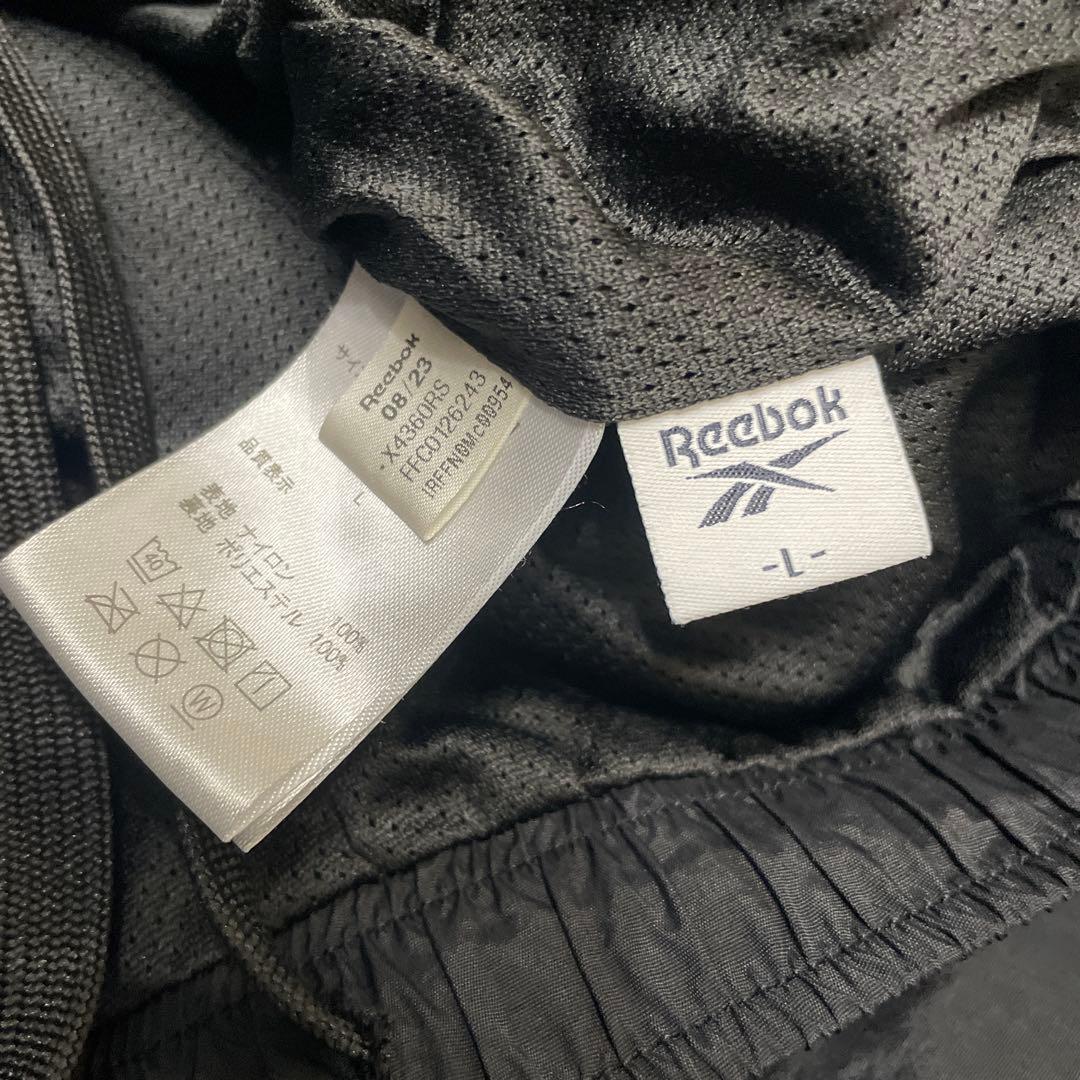 Reebok
08/23
X4360RS
FFC0126243
サイ
L
品質表示
表地 ナイロン 100%
裏地 ポリエステル 100%
40
W
Reebok
-L-